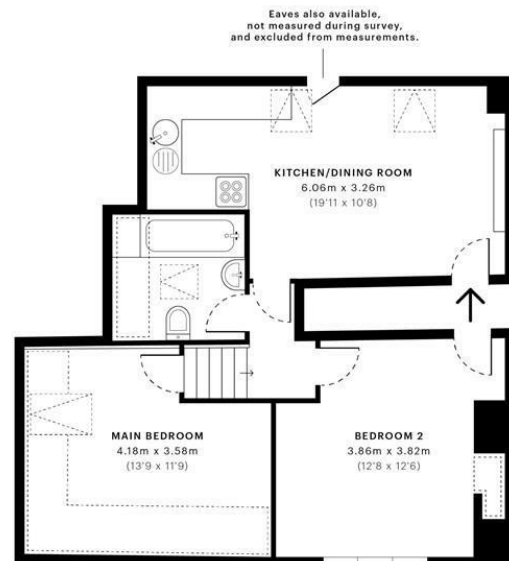 Eaves also available,
not measured during survey,
and excluded from measurements.
KITCHEN/DINING ROOM
6.06m x 3.26m
(19'11 x 10'8)
MAIN BEDROOM
4.18m x 3.58m
(13'9 x 11'9)
BEDROOM 2
3.86m x 3.82m
(12'8 x 12'6)